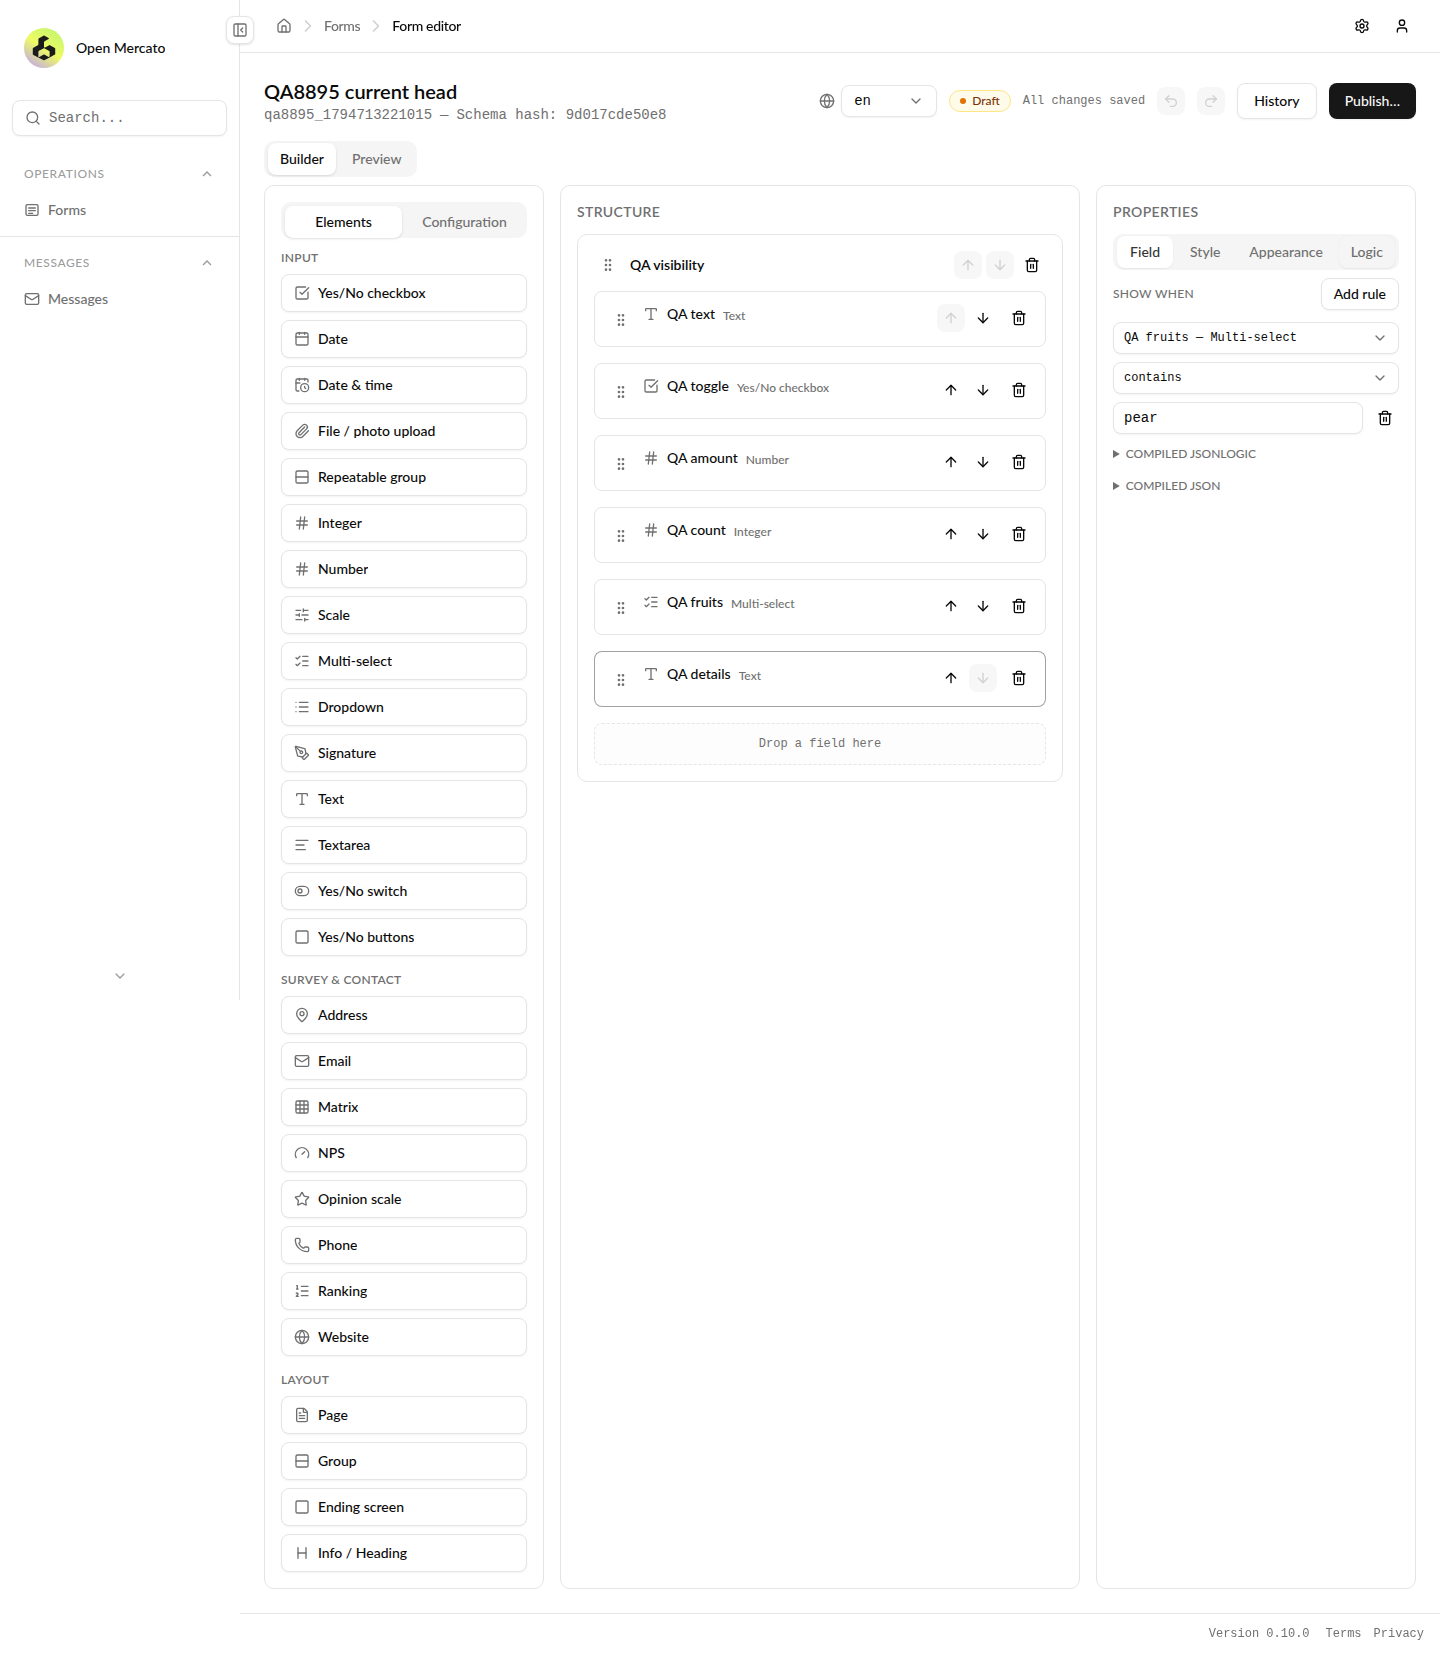 Open Mercato
Search...
OPERATIONS
Forms
MESSAGES
Messages
Forms
Form editor
QA8895 current head
qa8895_1794713221015 — Schema hash: 9d017cde50e8
en
Draft
All changes saved
History
Publish...
Builder
Preview
Elements
Configuration
INPUT
Yes/No checkbox
Date
Date & time
File / photo upload
Repeatable group
Integer
Number
Scale
Multi-select
Dropdown
Signature
Text
Textarea
Yes/No switch
Yes/No buttons
SURVEY & CONTACT
Address
Email
Matrix
NPS
Opinion scale
Phone
Ranking
Website
LAYOUT
Page
Group
Ending screen
Info / Heading
STRUCTURE
QA visibility
QA text Text
QA toggle Yes/No checkbox
QA amount Number
QA count Integer
QA fruits Multi-select
QA details Text
Drop a field here
PROPERTIES
Field
Style
Appearance
Logic
SHOW WHEN
Add rule
QA fruits — Multi-select
contains
pear
COMPILED JSONLOGIC
COMPILED JSON
Version 0.10.0
Terms
Privacy